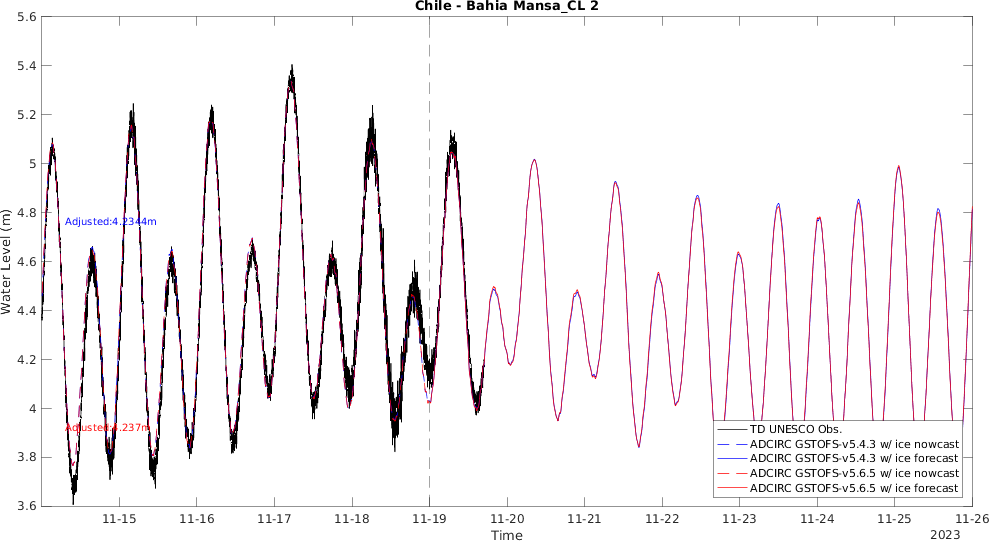 Chile - Bahia Mansa_CL 2
5.6
5.4
5.2
5
4.8
4.6
4.4
4.2
4
3.8
3.6
Water Level (m)
Adjusted:4.2344m
Adjusted:4.237m
TD UNESCO Obs.
ADCIRC GSTOFS-v5.4.3 w/ ice nowcast
ADCIRC GSTOFS-v5.4.3 w/ ice forecast
ADCIRC GSTOFS-v5.6.5 w/ ice nowcast
ADCIRC GSTOFS-v5.6.5 w/ ice forecast
11-15 11-16 11-17 11-18 11-19 11-20 11-21 11-22 11-23 11-24 11-25 11-26
Time
2023